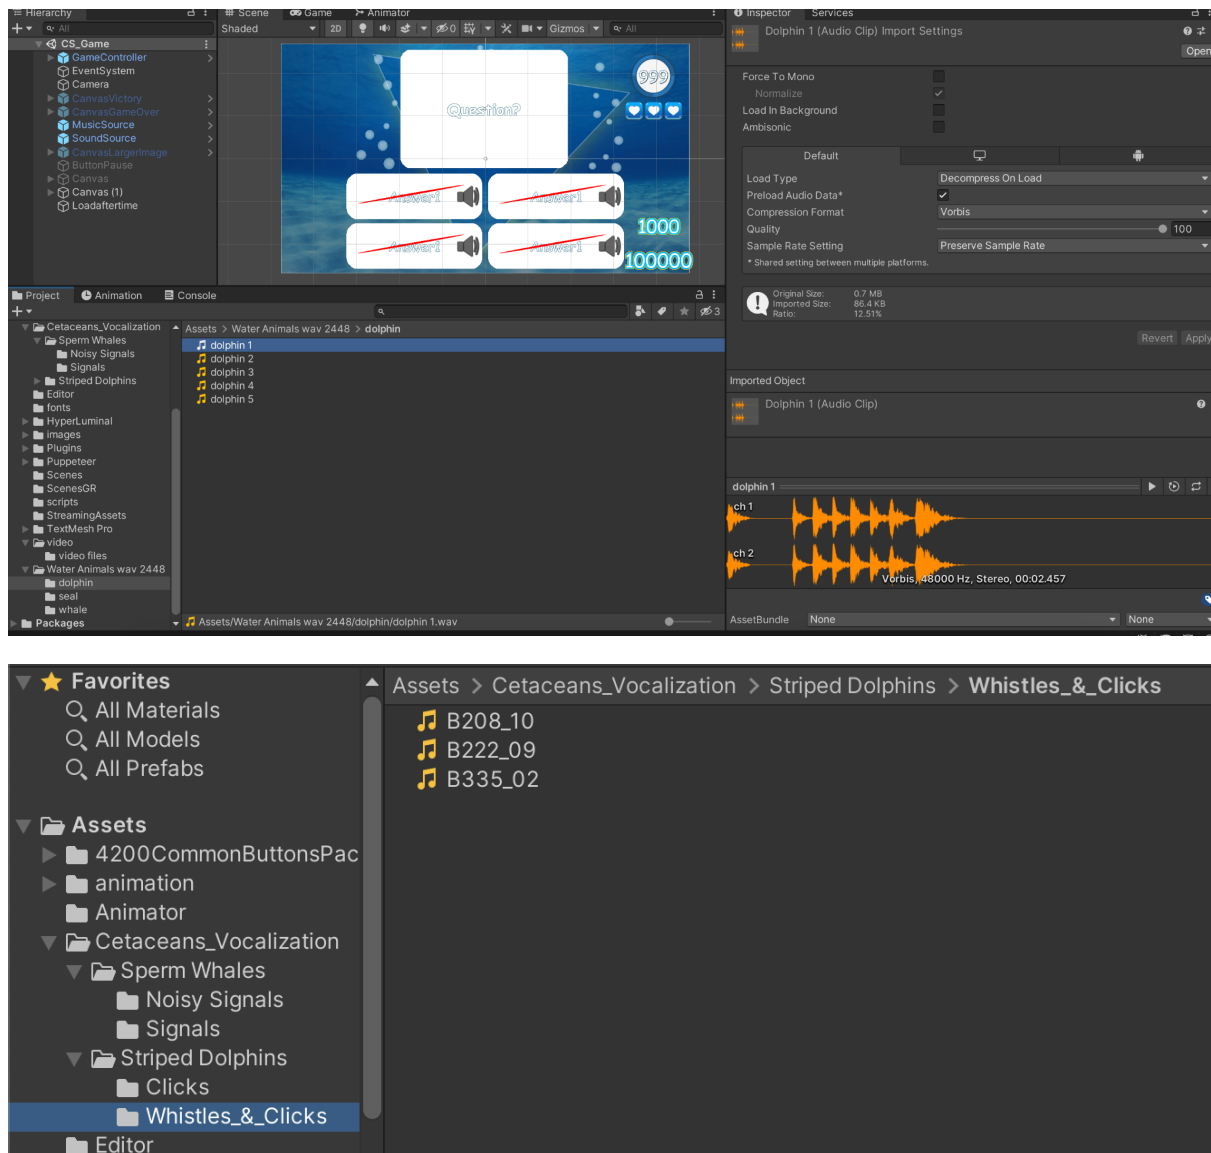 Hierarchy
All
CS_Game
GameController
EventSystem
Camera
CanvasVictory
CanvasGameOver
MusicSource
SoundSource
CanvasLargerImage
ButtonPause
Canvas
Canvas (1)
Loadaftertime
Scene Game Animator
Shaded 2D 0 Gizmos All
Question?
999
Answer1 Answer1
Answer1 Answer1
1000
100000
Inspector Services
Dolphin 1 (Audio Clip) Import Settings
Open
Force To Mono
Normalize
Load In Background
Ambisonic
Default
Load Type Decompress On Load
Preload Audio Data*
Compression Format Vorbis
Quality 100
Sample Rate Setting Preserve Sample Rate
* Shared setting between multiple platforms.
Original Size: 0.7 MB
Imported Size: 86.4 KB
Ratio: 12.51%
Revert Apply
Imported Object
Dolphin 1 (Audio Clip)
dolphin 1
ch 1
ch 2
Vorbis, 48000 Hz, Stereo, 00:02.457
AssetBundle None None
Project Animation Console
3
Cetaceans_Vocalization
Sperm Whales
Noisy Signals
Signals
Striped Dolphins
Editor
fonts
HyperLuminal
images
Plugins
Puppeteer
Scenes
ScenesGR
scripts
StreamingAssets
TextMesh Pro
video
video files
Water Animals wav 2448
dolphin
seal
whale
Packages
Assets > Water Animals wav 2448 > dolphin
dolphin 1
dolphin 2
dolphin 3
dolphin 4
dolphin 5
Assets/Water Animals wav 2448/dolphin/dolphin 1.wav
Favorites
All Materials
All Models
All Prefabs
Assets
4200CommonButtonsPac
animation
Animator
Cetaceans_Vocalization
Sperm Whales
Noisy Signals
Signals
Striped Dolphins
Clicks
Whistles_&_Clicks
Editor
Assets > Cetaceans_Vocalization > Striped Dolphins > Whistles_&_Clicks
B208_10
B222_09
B335_02